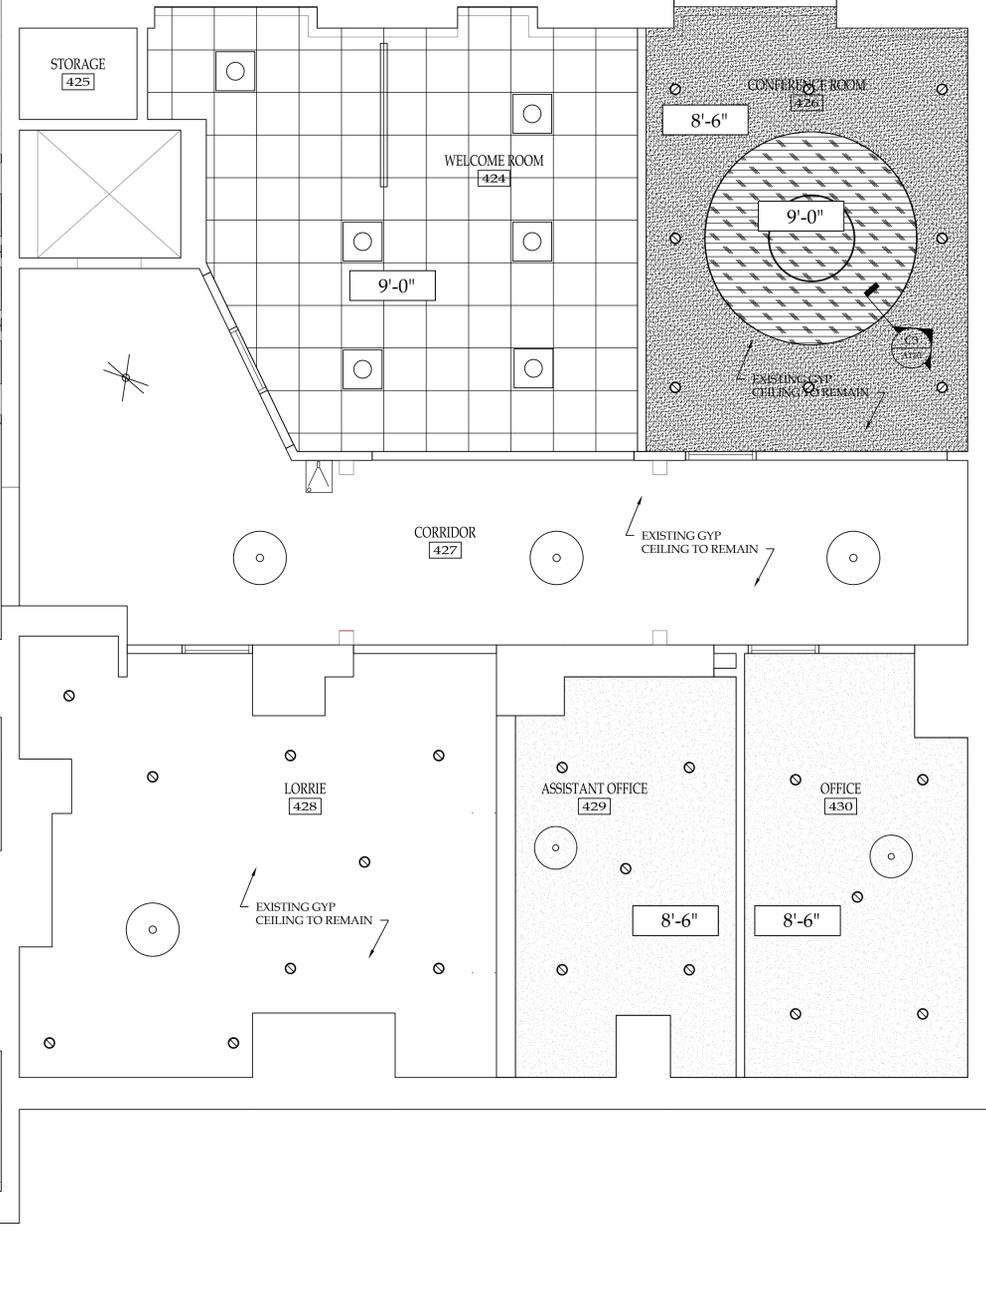 STORAGE
425
WELCOME ROOM
424
9'-0"
CONFERENCE ROOM
426
8'-6"
9'-0"
C3
EXISTING GYP
CEILING TO REMAIN
CORRIDOR
427
EXISTING GYP
CEILING TO REMAIN
LORRIE
428
EXISTING GYP
CEILING TO REMAIN
ASSISTANT OFFICE
429
8'-6"
OFFICE
430
8'-6"